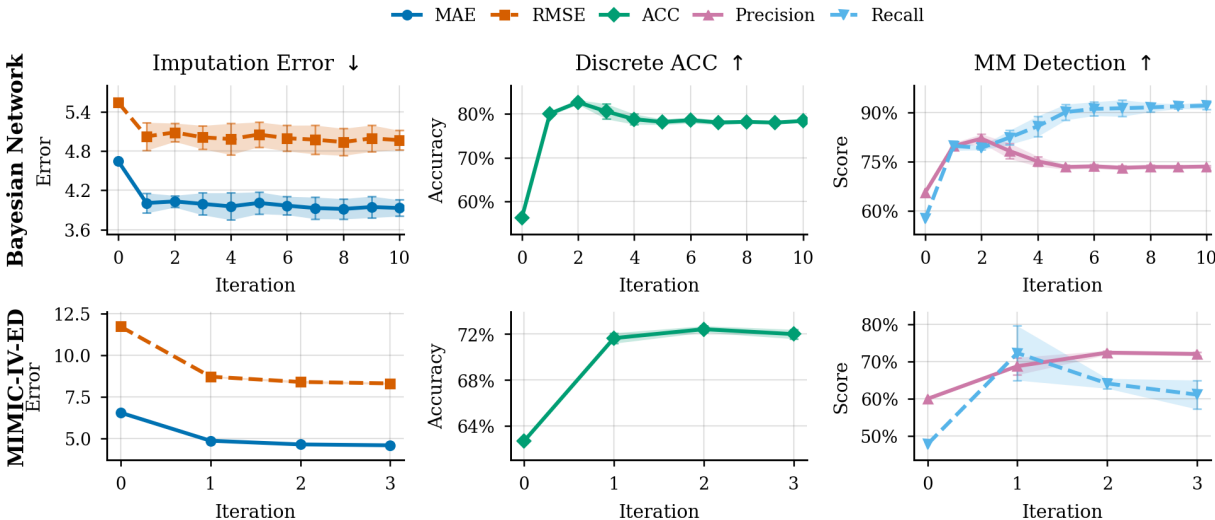 MAE RMSE ACC Precision Recall
Bayesian Network
Imputation Error ↓
Error
5.4
4.8
4.2
3.6
0 2 4 6 8 10
Iteration
Discrete ACC ↑
Accuracy
80%
70%
60%
0 2 4 6 8 10
Iteration
MM Detection ↑
Score
90%
75%
60%
0 2 4 6 8 10
Iteration
MIMIC-IV-ED
Error
12.5
10.0
7.5
5.0
0 1 2 3
Iteration
Accuracy
72%
68%
64%
0 1 2 3
Iteration
Score
80%
70%
60%
50%
0 1 2 3
Iteration